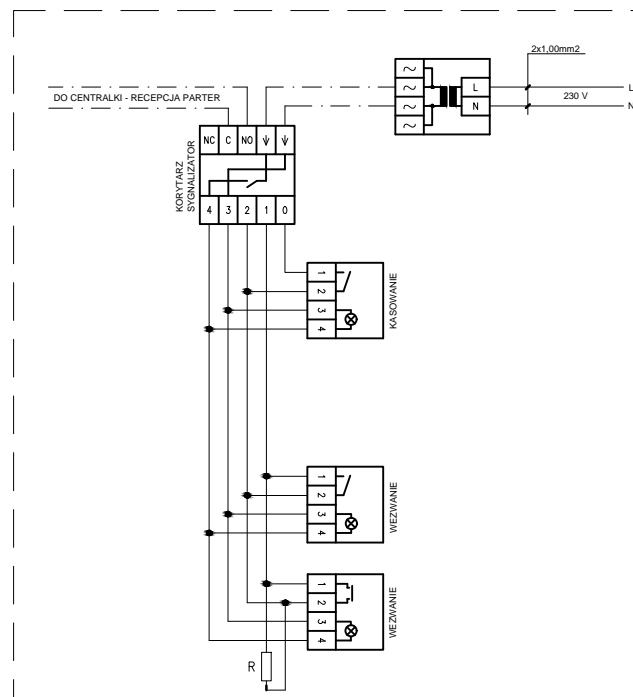 2x1,00mm2
L
N
230 V
L
N
DO CENTRALKI - RECEPCJA PARTER
NC C NO
KORYTARZ
SYGNALIZATOR
4 3 2 1 0
1
2
3
4
KASOWANIE
1
2
3
4
WEZWANIE
1
2
3
4
WEZWANIE
R